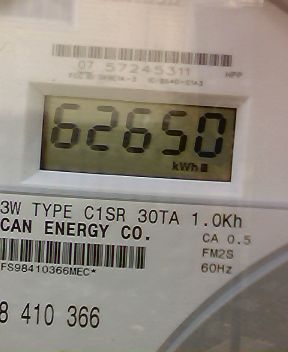 07 57245311
HPP
62650
kWh
3W TYPE C1SR 30TA 1.0Kh
CAN ENERGY CO.
CA 0.5
FM2S
FS98410366MEC*
60Hz
8 410 366